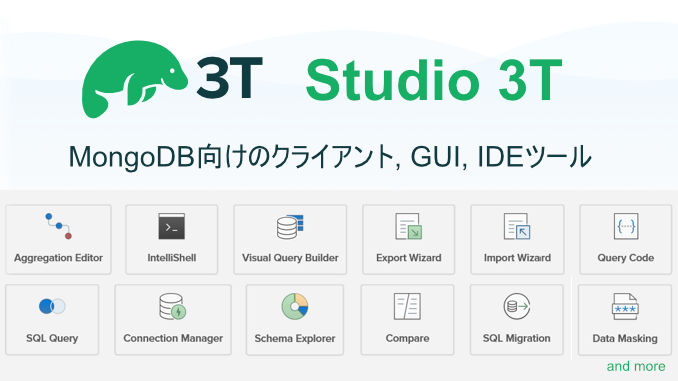 3T Studio 3T
MongoDB向けのクライアント, GUI, IDEツール
Aggregation Editor
IntelliShell
Visual Query Builder
Export Wizard
Import Wizard
Query Code
SQL Query
Connection Manager
Schema Explorer
Compare
SQL Migration
Data Masking
and more